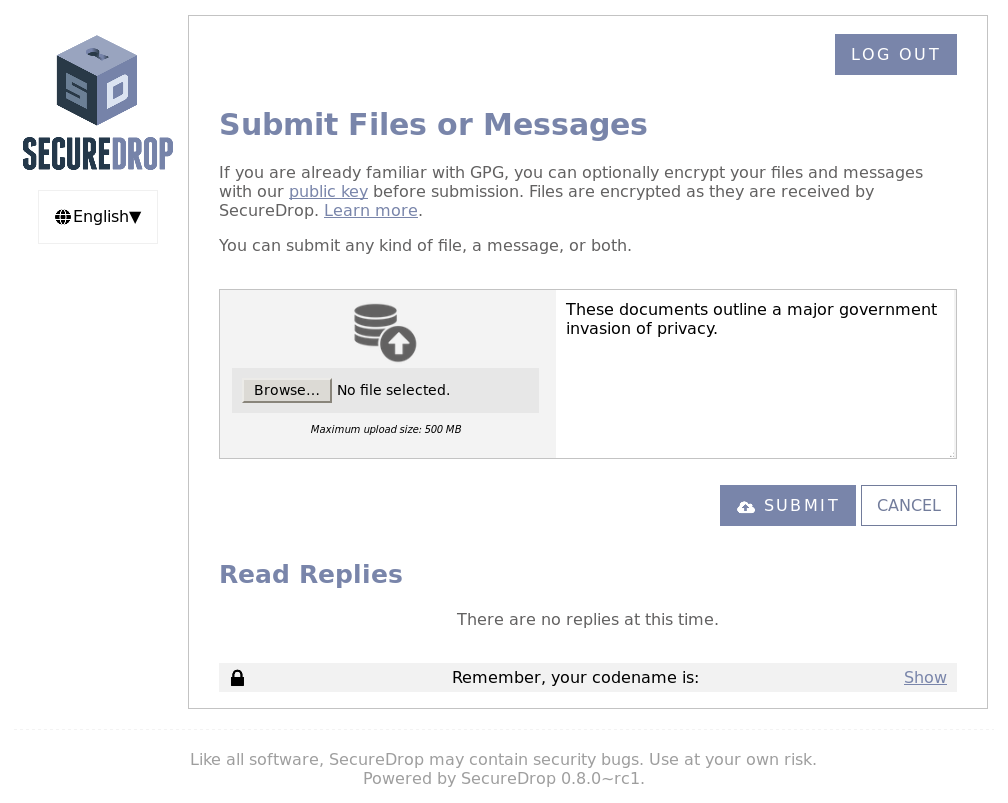 LOG OUT
SD
SECUREDROP
English▼
Submit Files or Messages
If you are already familiar with GPG, you can optionally encrypt your files and messages
with our public key before submission. Files are encrypted as they are received by
SecureDrop. Learn more.
You can submit any kind of file, a message, or both.
Browse... No file selected.
Maximum upload size: 500 MB
These documents outline a major government
invasion of privacy.
SUBMIT CANCEL
Read Replies
There are no replies at this time.
Remember, your codename is: Show
Like all software, SecureDrop may contain security bugs. Use at your own risk.
Powered by SecureDrop 0.8.0~rc1.